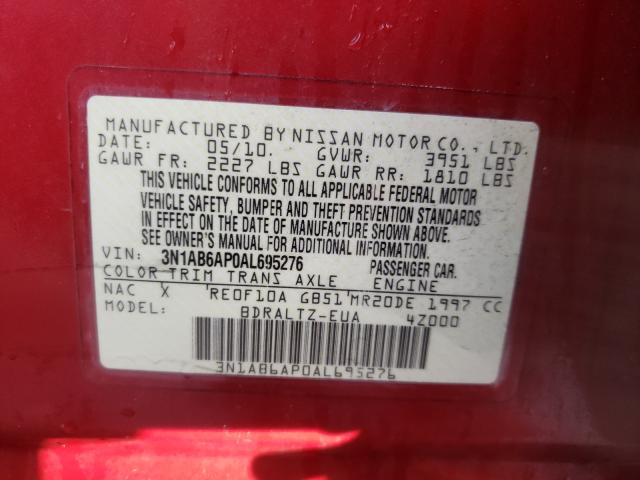 MANUFACTURED BY NISSAN MOTOR CO., LTD.
DATE: 05/10. GVWR: 3951 LBS
GAWR FR: 2227 LBS GAWR RR: 1810 LBS
THIS VEHICLE CONFORMS TO ALL APPLICABLE FEDERAL MOTOR
VEHICLE SAFETY, BUMPER AND THEFT PREVENTION STANDARDS
IN EFFECT ON THE DATE OF MANUFACTURE SHOWN ABOVE.
SEE OWNER'S MANUAL FOR ADDITIONAL INFORMATION.
VIN: 3N1AB6AP0AL695276 PASSENGER CAR.
COLOR TRIM TRANS AXLE ENGINE
NAC X 'RE0F10A GB51'MR20DE 1997 CC
BDRALTZ-EUA 4Z000
3N1AB6AP0AL695276